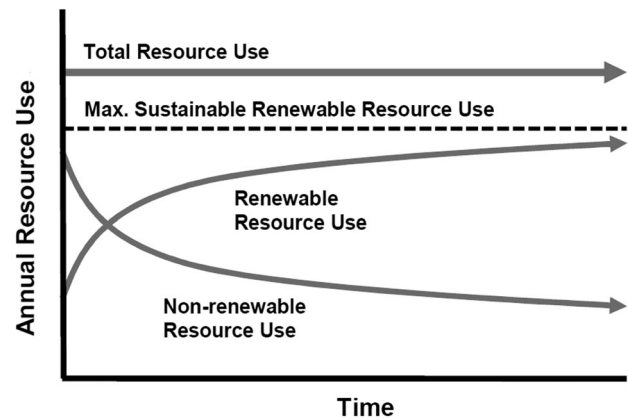 Total Resource Use
Max. Sustainable Renewable Resource Use
Annual Resource Use
Renewable
Resource Use
Non-renewable
Resource Use
Time